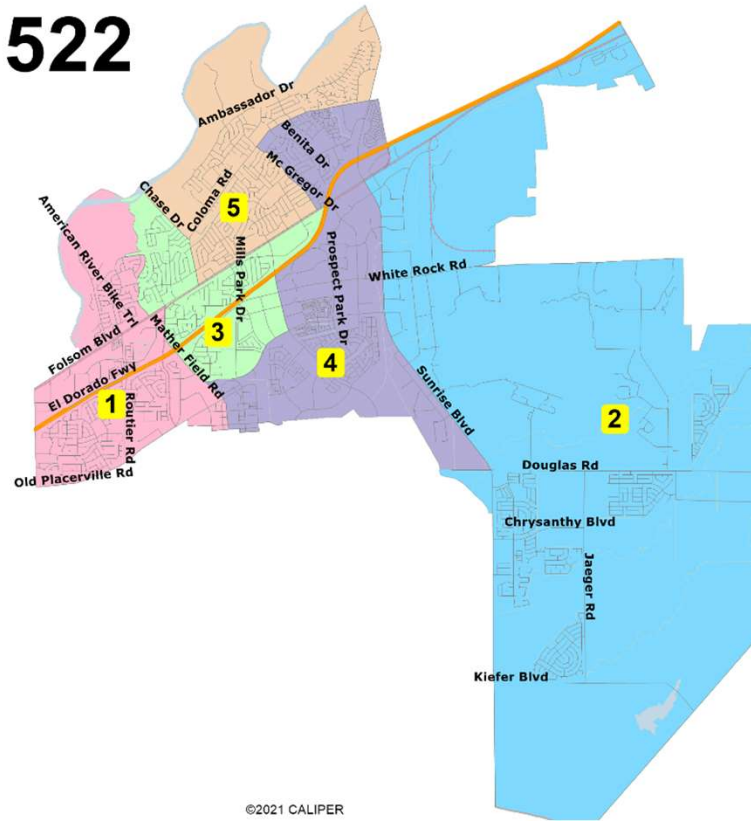 522
Ambassador Dr
Benita Dr
Mc Gregor Dr
Coloma Rd
Chase Dr
5
American River Bike Trl
Mills Park Dr
Prospect Park Dr
White Rock Rd
Folsom Blvd
Mather Field Rd
3
4
El Dorado Fwy
1
Routier Rd
Sunrise Blvd
2
Old Placerville Rd
Douglas Rd
Chrysanthy Blvd
Jaeger Rd
Kiefer Blvd
©2021 CALIPER